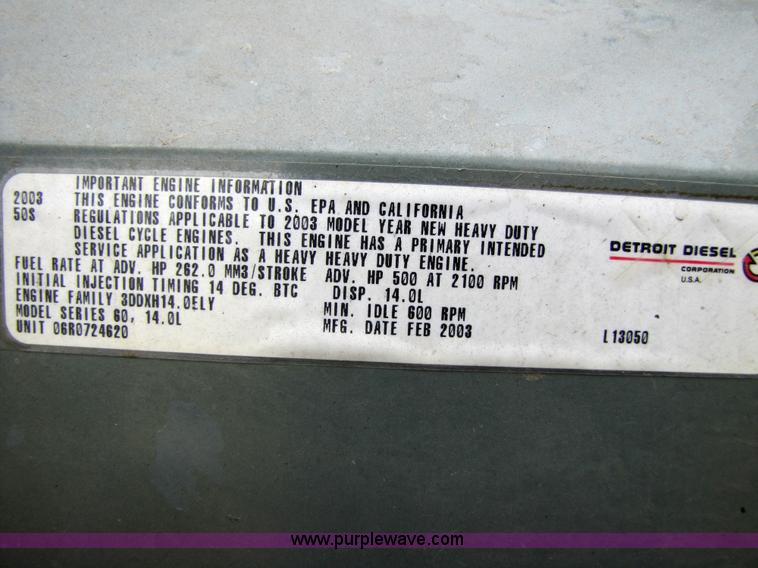 IMPORTANT ENGINE INFORMATION
2003 THIS ENGINE CONFORMS TO U.S. EPA AND CALIFORNIA
50S REGULATIONS APPLICABLE TO 2003 MODEL YEAR NEW HEAVY DUTY
DIESEL CYCLE ENGINES. THIS ENGINE HAS A PRIMARY INTENDED
SERVICE APPLICATION AS A HEAVY HEAVY DUTY ENGINE.
FUEL RATE AT ADV. HP 262.0 MM3/STROKE ADV. HP 500 AT 2100 RPM
INITIAL INJECTION TIMING 14 DEG. BTC DISP. 14.0L
ENGINE FAMILY 3DDXH14.0ELY MIN. IDLE 600 RPM
MODEL SERIES 60, 14.0L MFG. DATE FEB 2003
UNIT 06R0724620
DETROIT DIESEL
CORPORATION
U.S.A.
L13050
www.purplewave.com